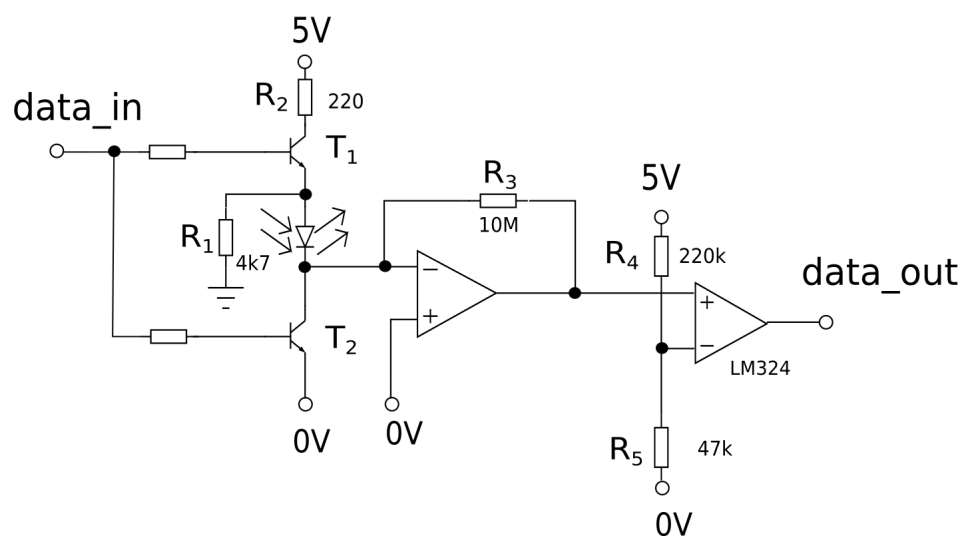 5V
R2 220
data_in
T1
R3
10M
5V
R1
4k7
R4 220k
data_out
T2
LM324
0V
0V
R5 47k
0V